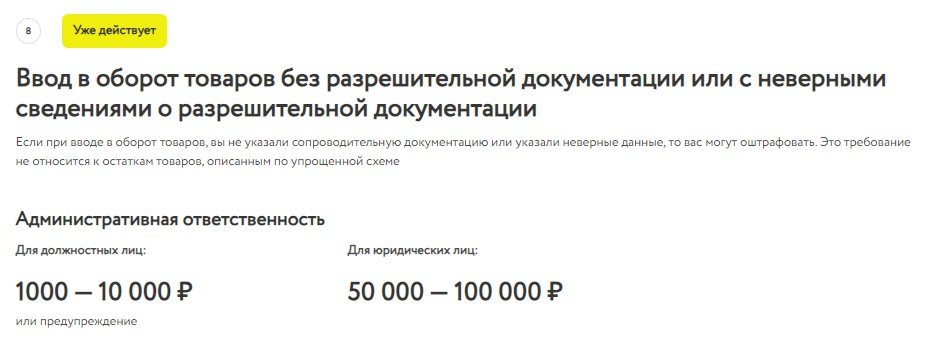 8
Уже действует
Ввод в оборот товаров без разрешительной документации или с неверными
сведениями о разрешительной документации
Если при вводе в оборот товаров, вы не указали сопроводительную документацию или указали неверные данные, то вас могут оштрафовать. Это требование
не относится к остаткам товаров, описанным по упрощенной схеме
Административная ответственность
Для должностных лиц:
Для юридических лиц:
1000 — 10 000 ₽
50 000 — 100 000 ₽
или предупреждение